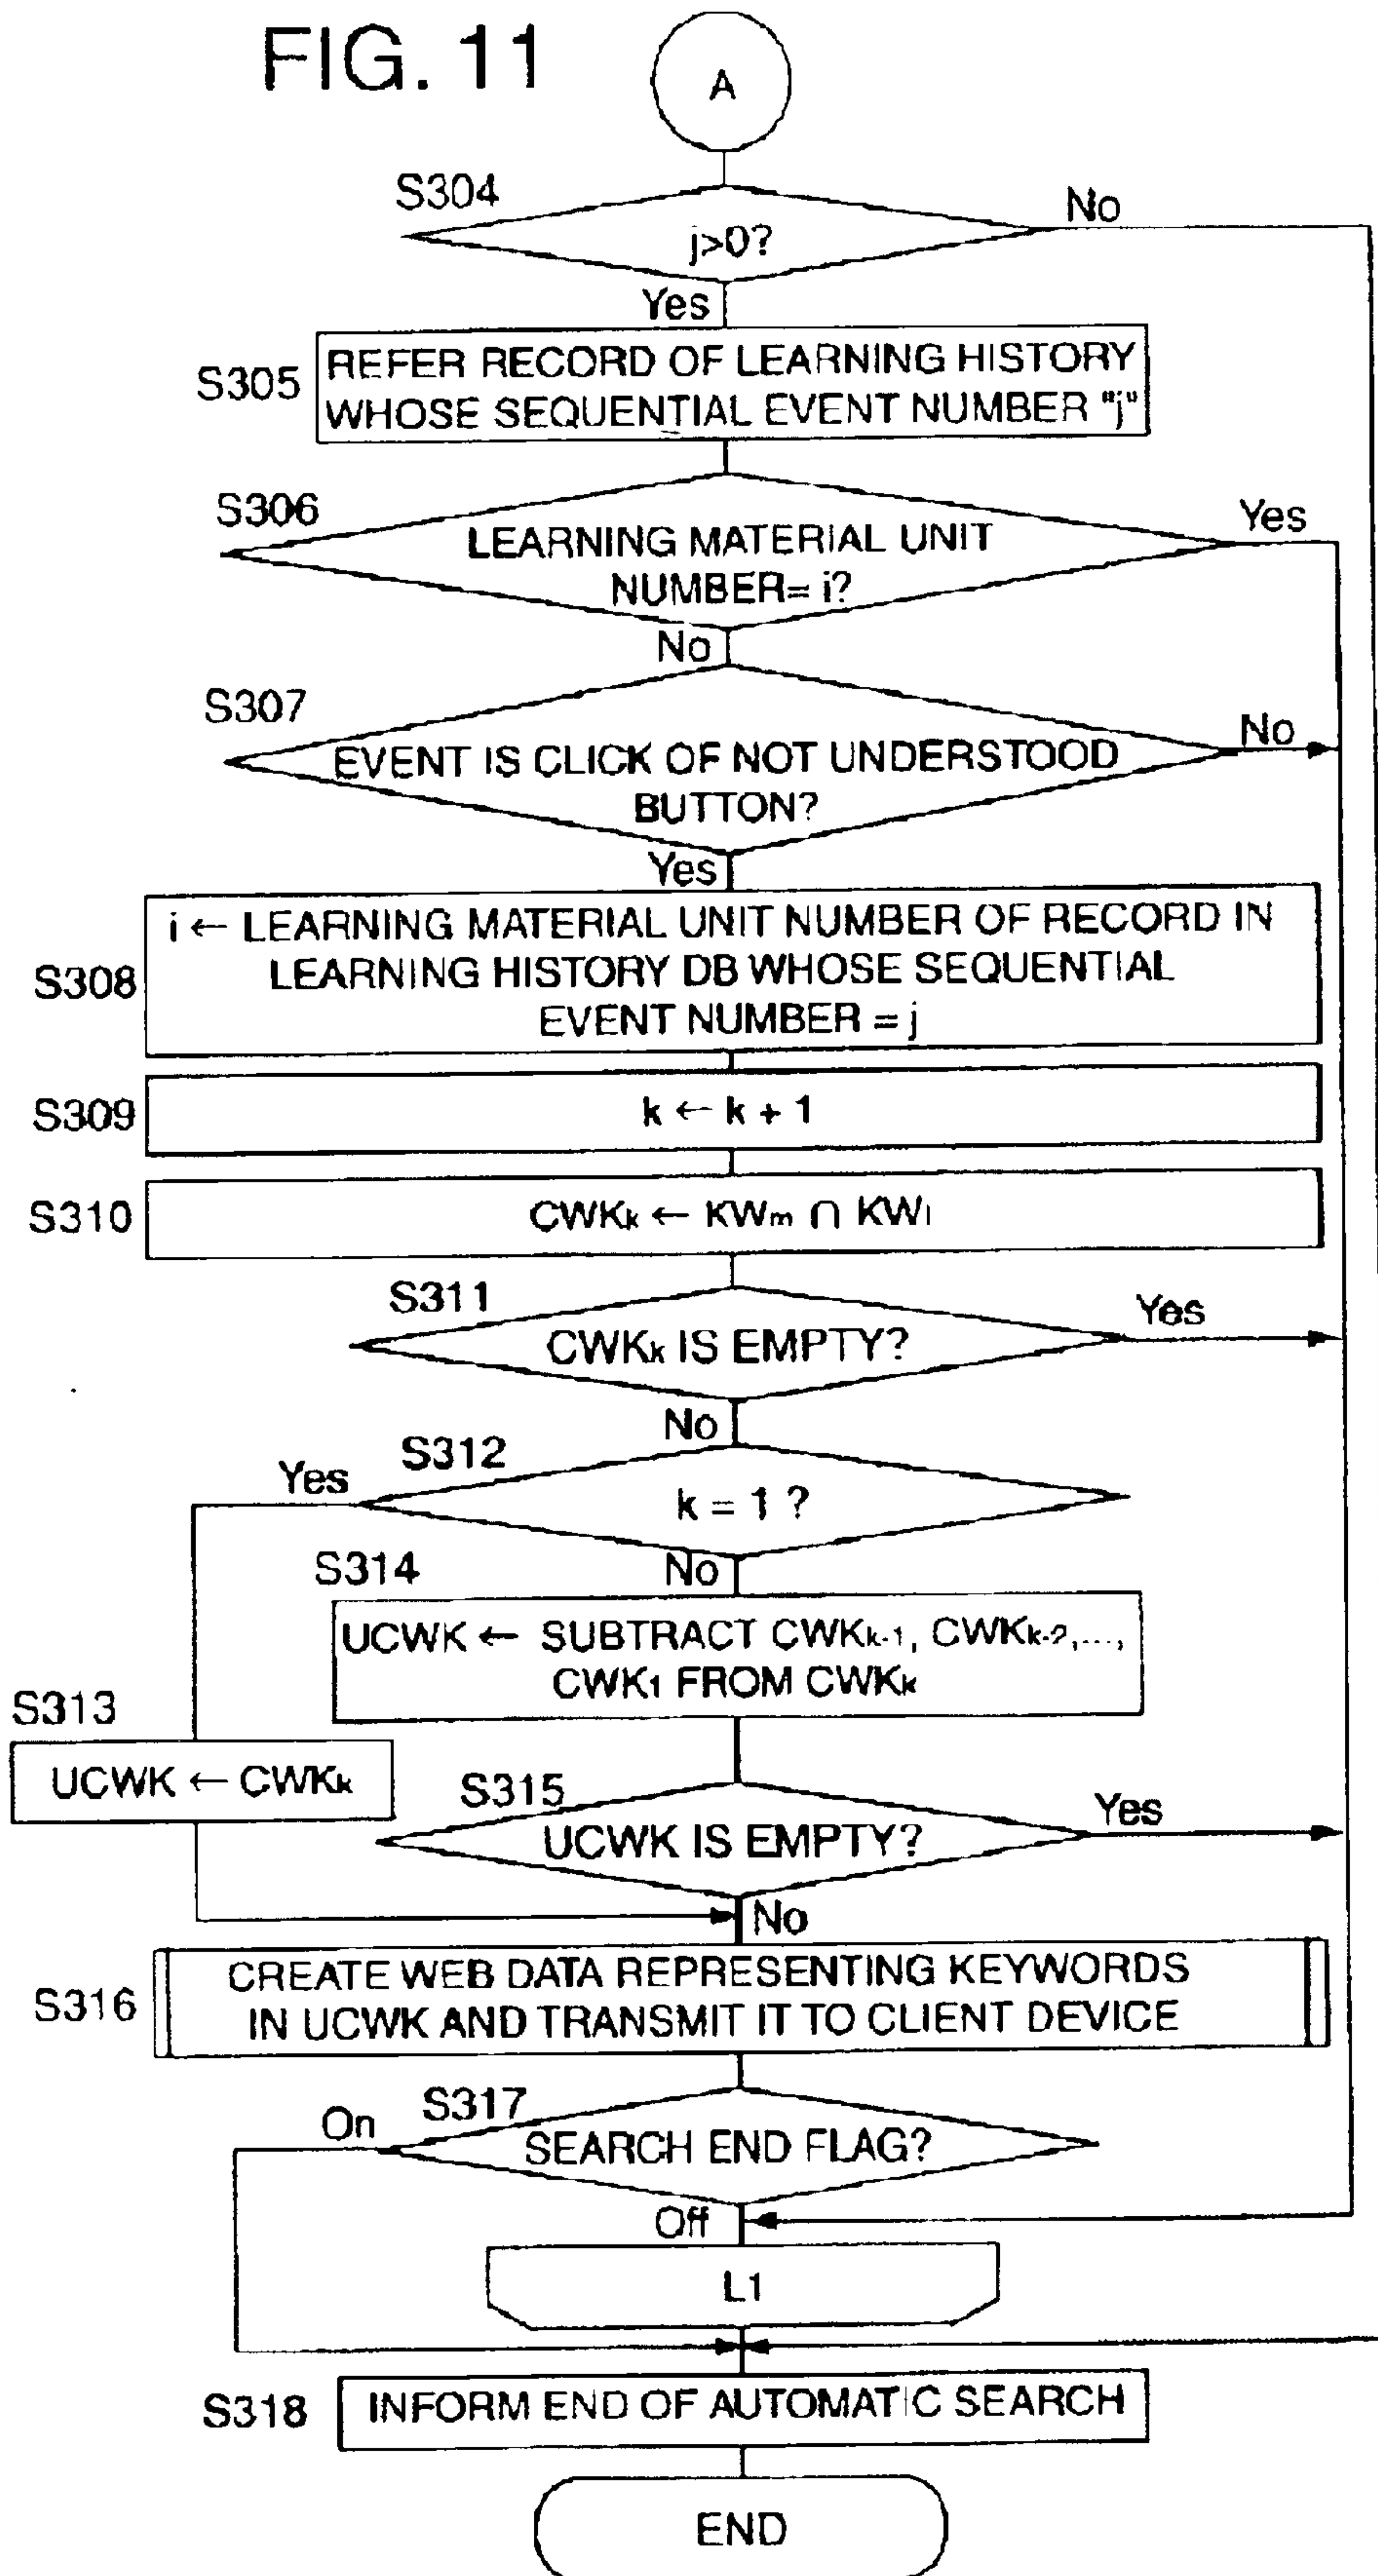 FIG. 11
A
S304
j>0?
No
Yes
S305
REFER RECORD OF LEARNING HISTORY
WHOSE SEQUENTIAL EVENT NUMBER "j"
S306
LEARNING MATERIAL UNIT
NUMBER= i?
Yes
No
S307
EVENT IS CLICK OF NOT UNDERSTOOD
BUTTON?
No
Yes
S308
i ← LEARNING MATERIAL UNIT NUMBER OF RECORD IN
LEARNING HISTORY DB WHOSE SEQUENTIAL
EVENT NUMBER = j
S309
k ← k + 1
S310
CWKk ← KWm ∩ KWi
S311
CWKk IS EMPTY?
Yes
No
S312
Yes
k = 1 ?
No
S314
UCWK ← SUBTRACT CWKk-1, CWKk-2,...,
CWK1 FROM CWKk
S313
UCWK ← CWKk
S315
UCWK IS EMPTY?
Yes
No
S316
CREATE WEB DATA REPRESENTING KEYWORDS
IN UCWK AND TRANSMIT IT TO CLIENT DEVICE
S317
On
SEARCH END FLAG?
Off
L1
S318
INFORM END OF AUTOMATIC SEARCH
END